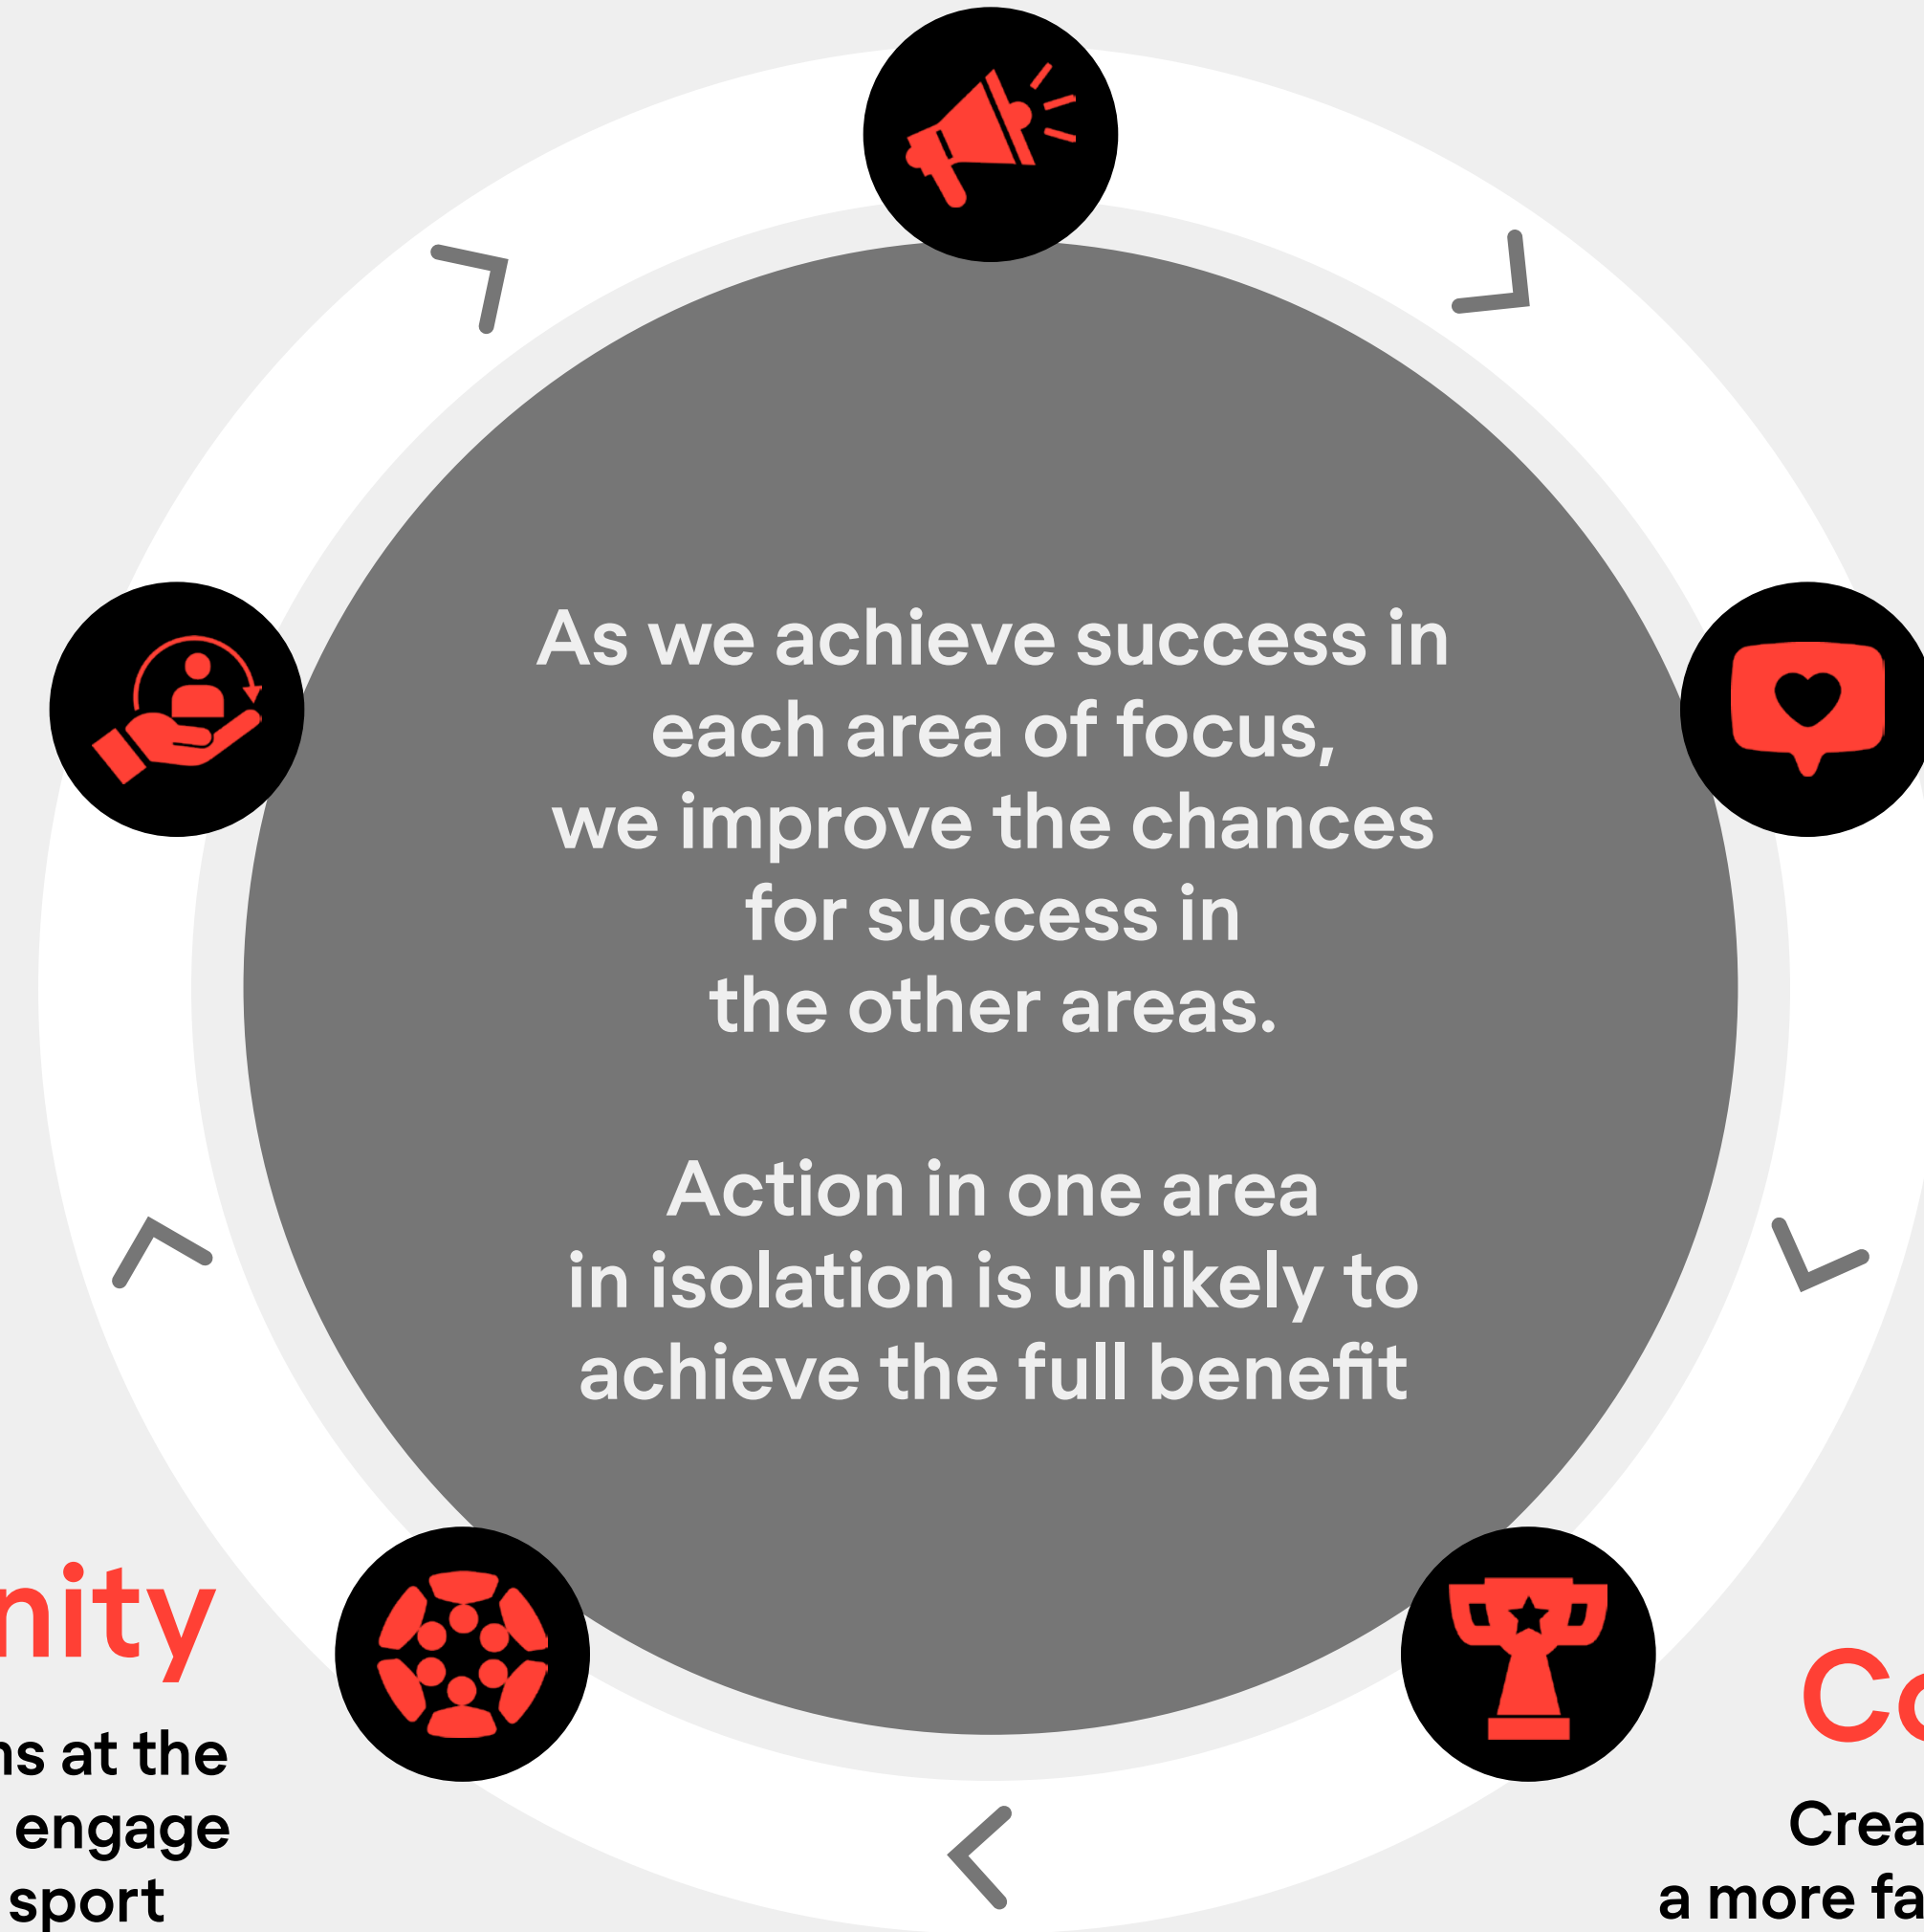 As we achieve success in
each area of focus,
we improve the chances
for success in
the other areas.
Action in one area
in isolation is unlikely to
achieve the full benefit
nity
ns at the
engage
sport
Co
Crea
a more fa